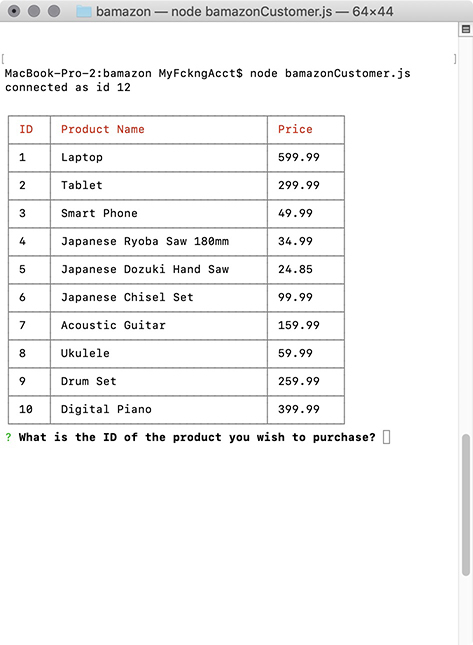 bamazon — node bamazonCustomer.js — 64×44
[ ]
MacBook-Pro-2:bamazon MyFckngAcct$ node bamazonCustomer.js
connected as id 12
ID Product Name Price
1 Laptop 599.99
2 Tablet 299.99
3 Smart Phone 49.99
4 Japanese Ryoba Saw 180mm 34.99
5 Japanese Dozuki Hand Saw 24.85
6 Japanese Chisel Set 99.99
7 Acoustic Guitar 159.99
8 Ukulele 59.99
9 Drum Set 259.99
10 Digital Piano 399.99
? What is the ID of the product you wish to purchase?